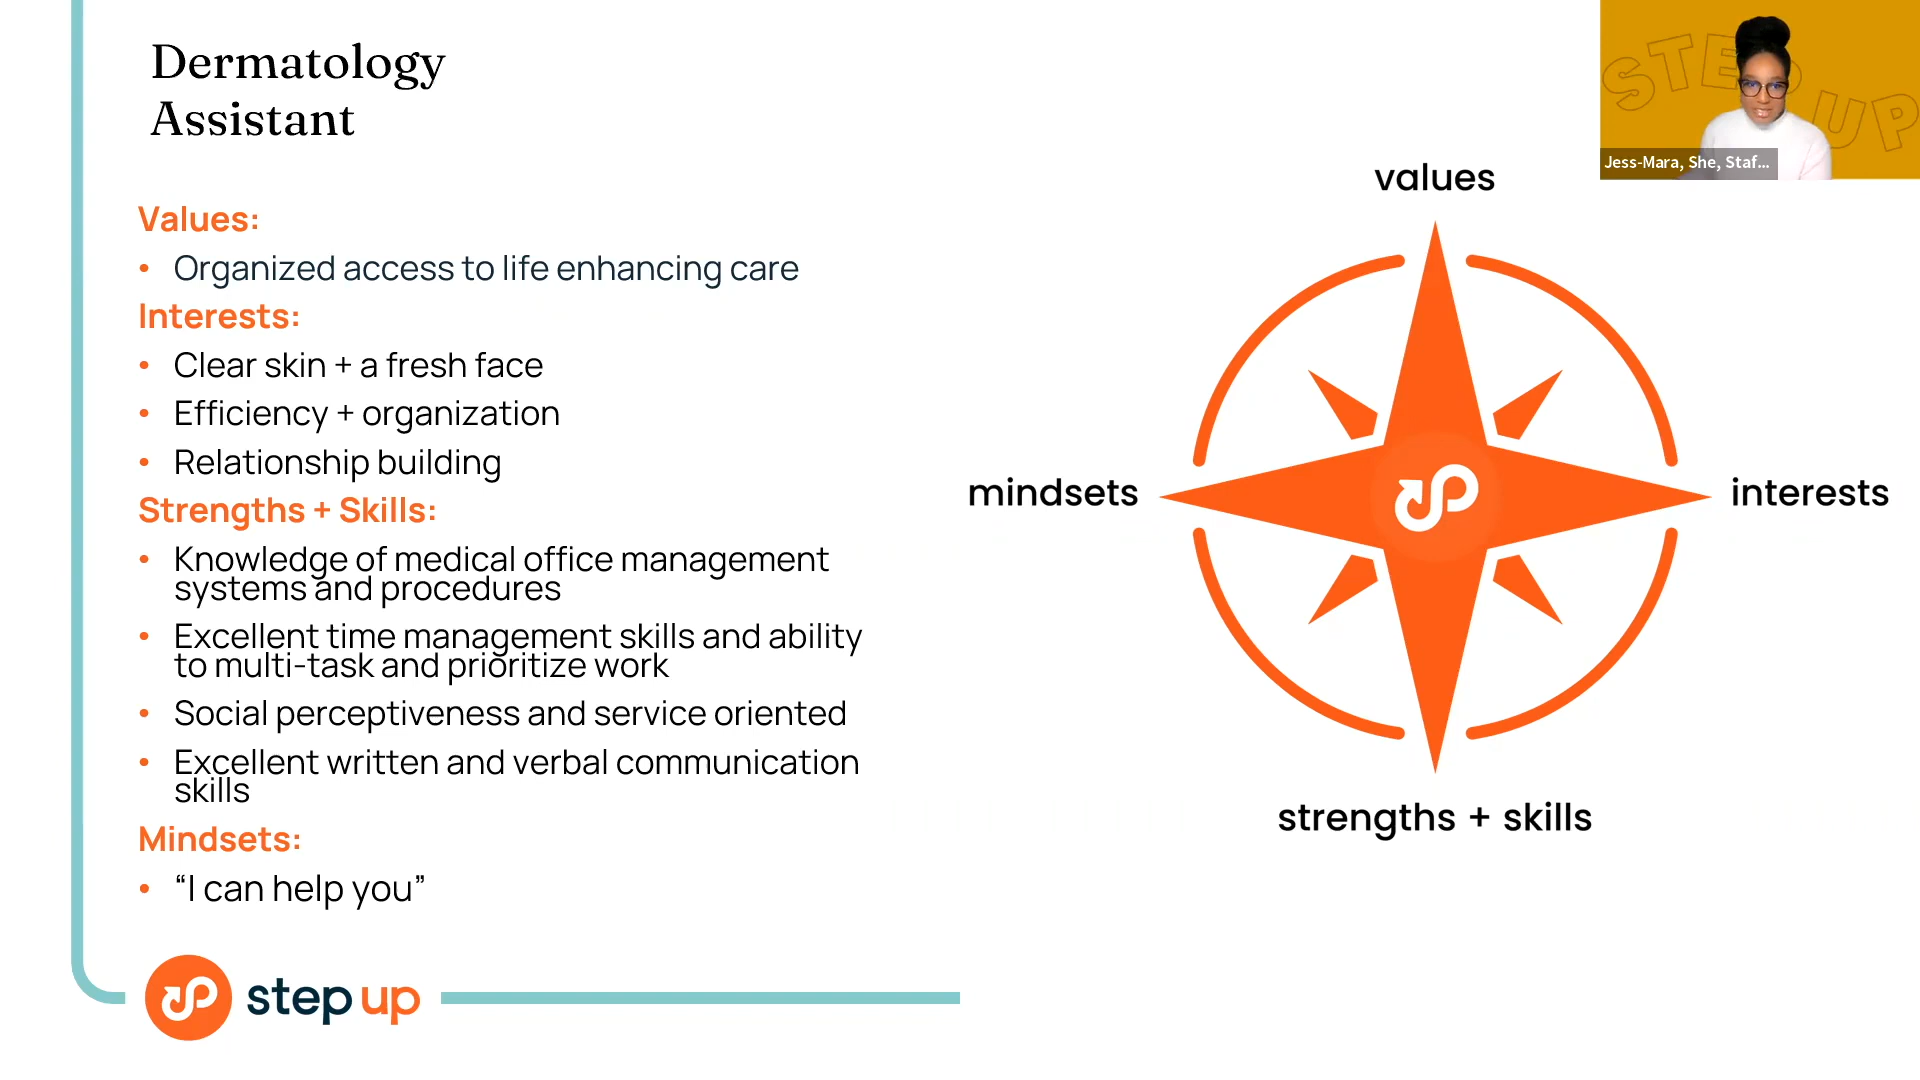 Dermatology
Assistant
Values:
• Organized access to life enhancing care
Interests:
• Clear skin + a fresh face
• Efficiency + organization
• Relationship building
Strengths + Skills:
• Knowledge of medical office management
systems and procedures
• Excellent time management skills and ability
to multi-task and prioritize work
• Social perceptiveness and service oriented
• Excellent written and verbal communication
skills
Mindsets:
• “I can help you”
step up
values
mindsets
interests
strengths + skills
STEP UP
Jess-Mara, She, Staf...